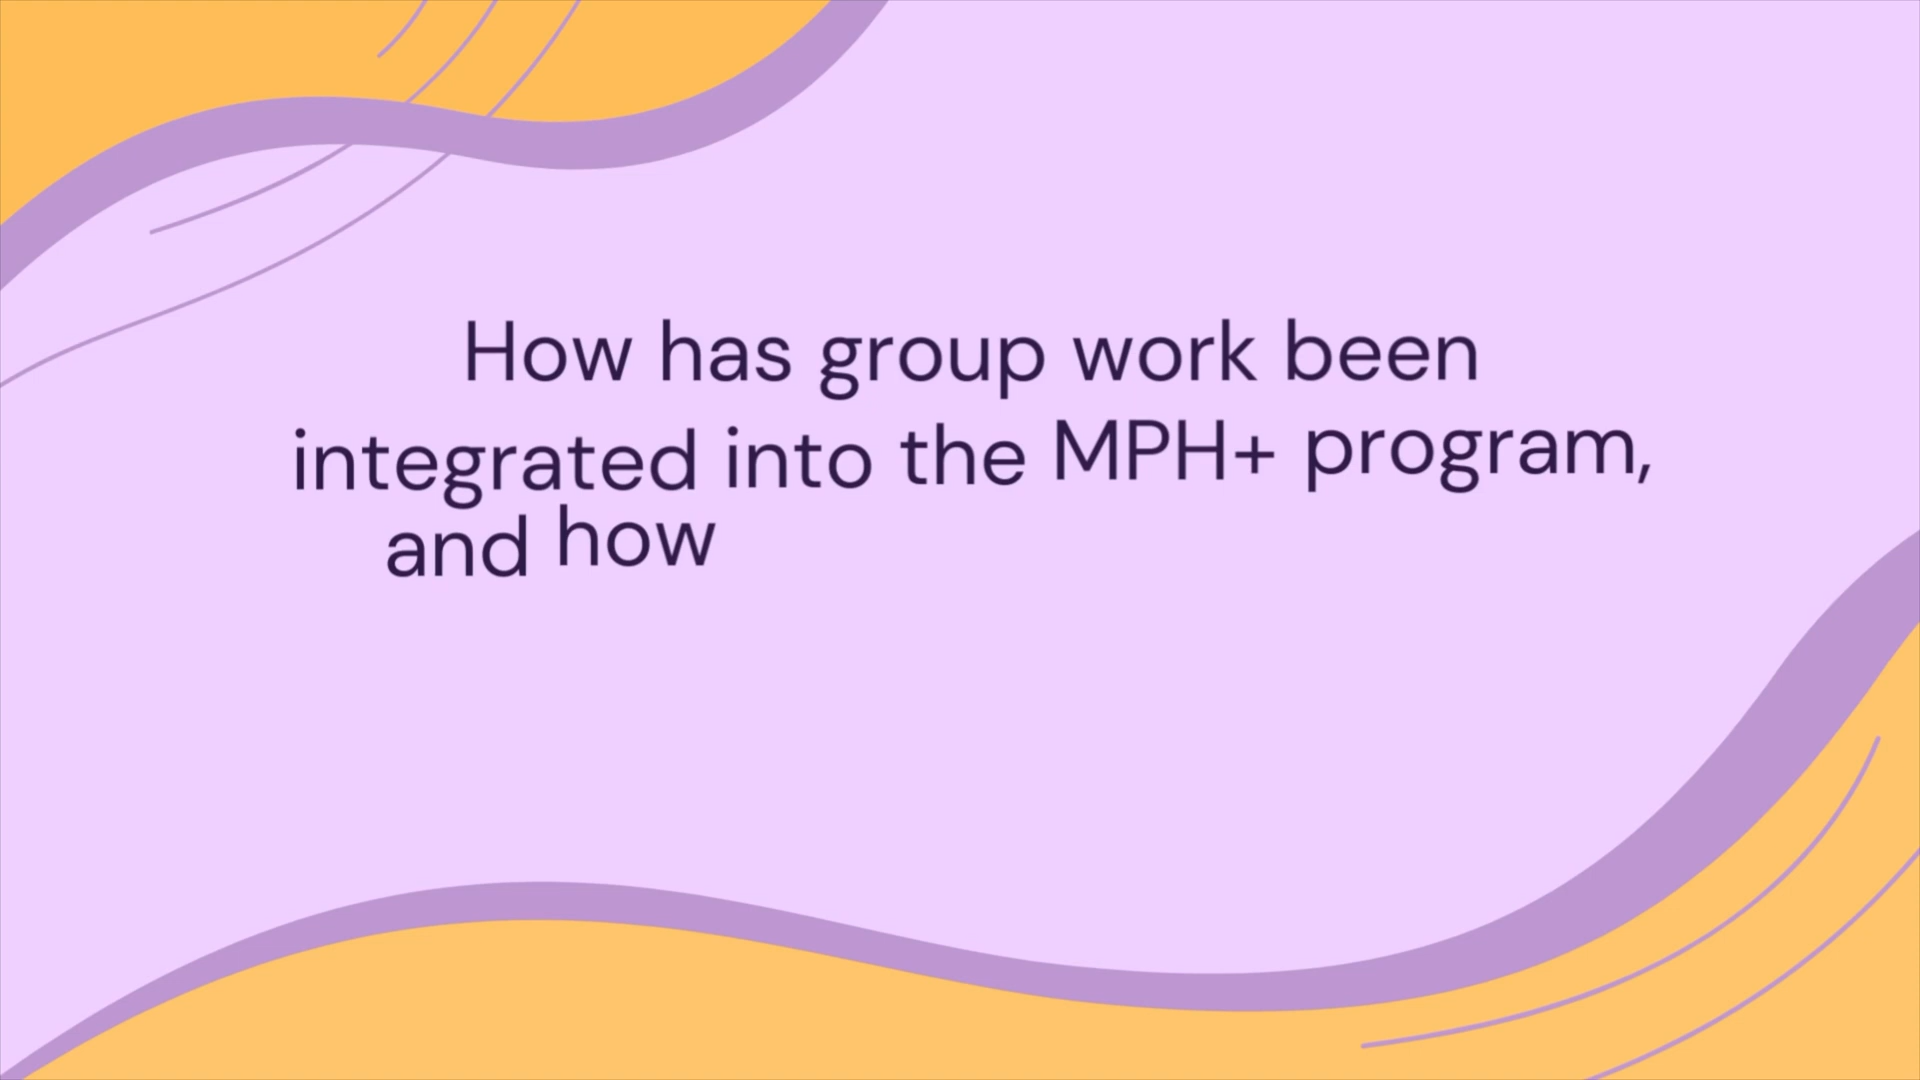 How has group work been
integrated into the MPH+ program,
and how